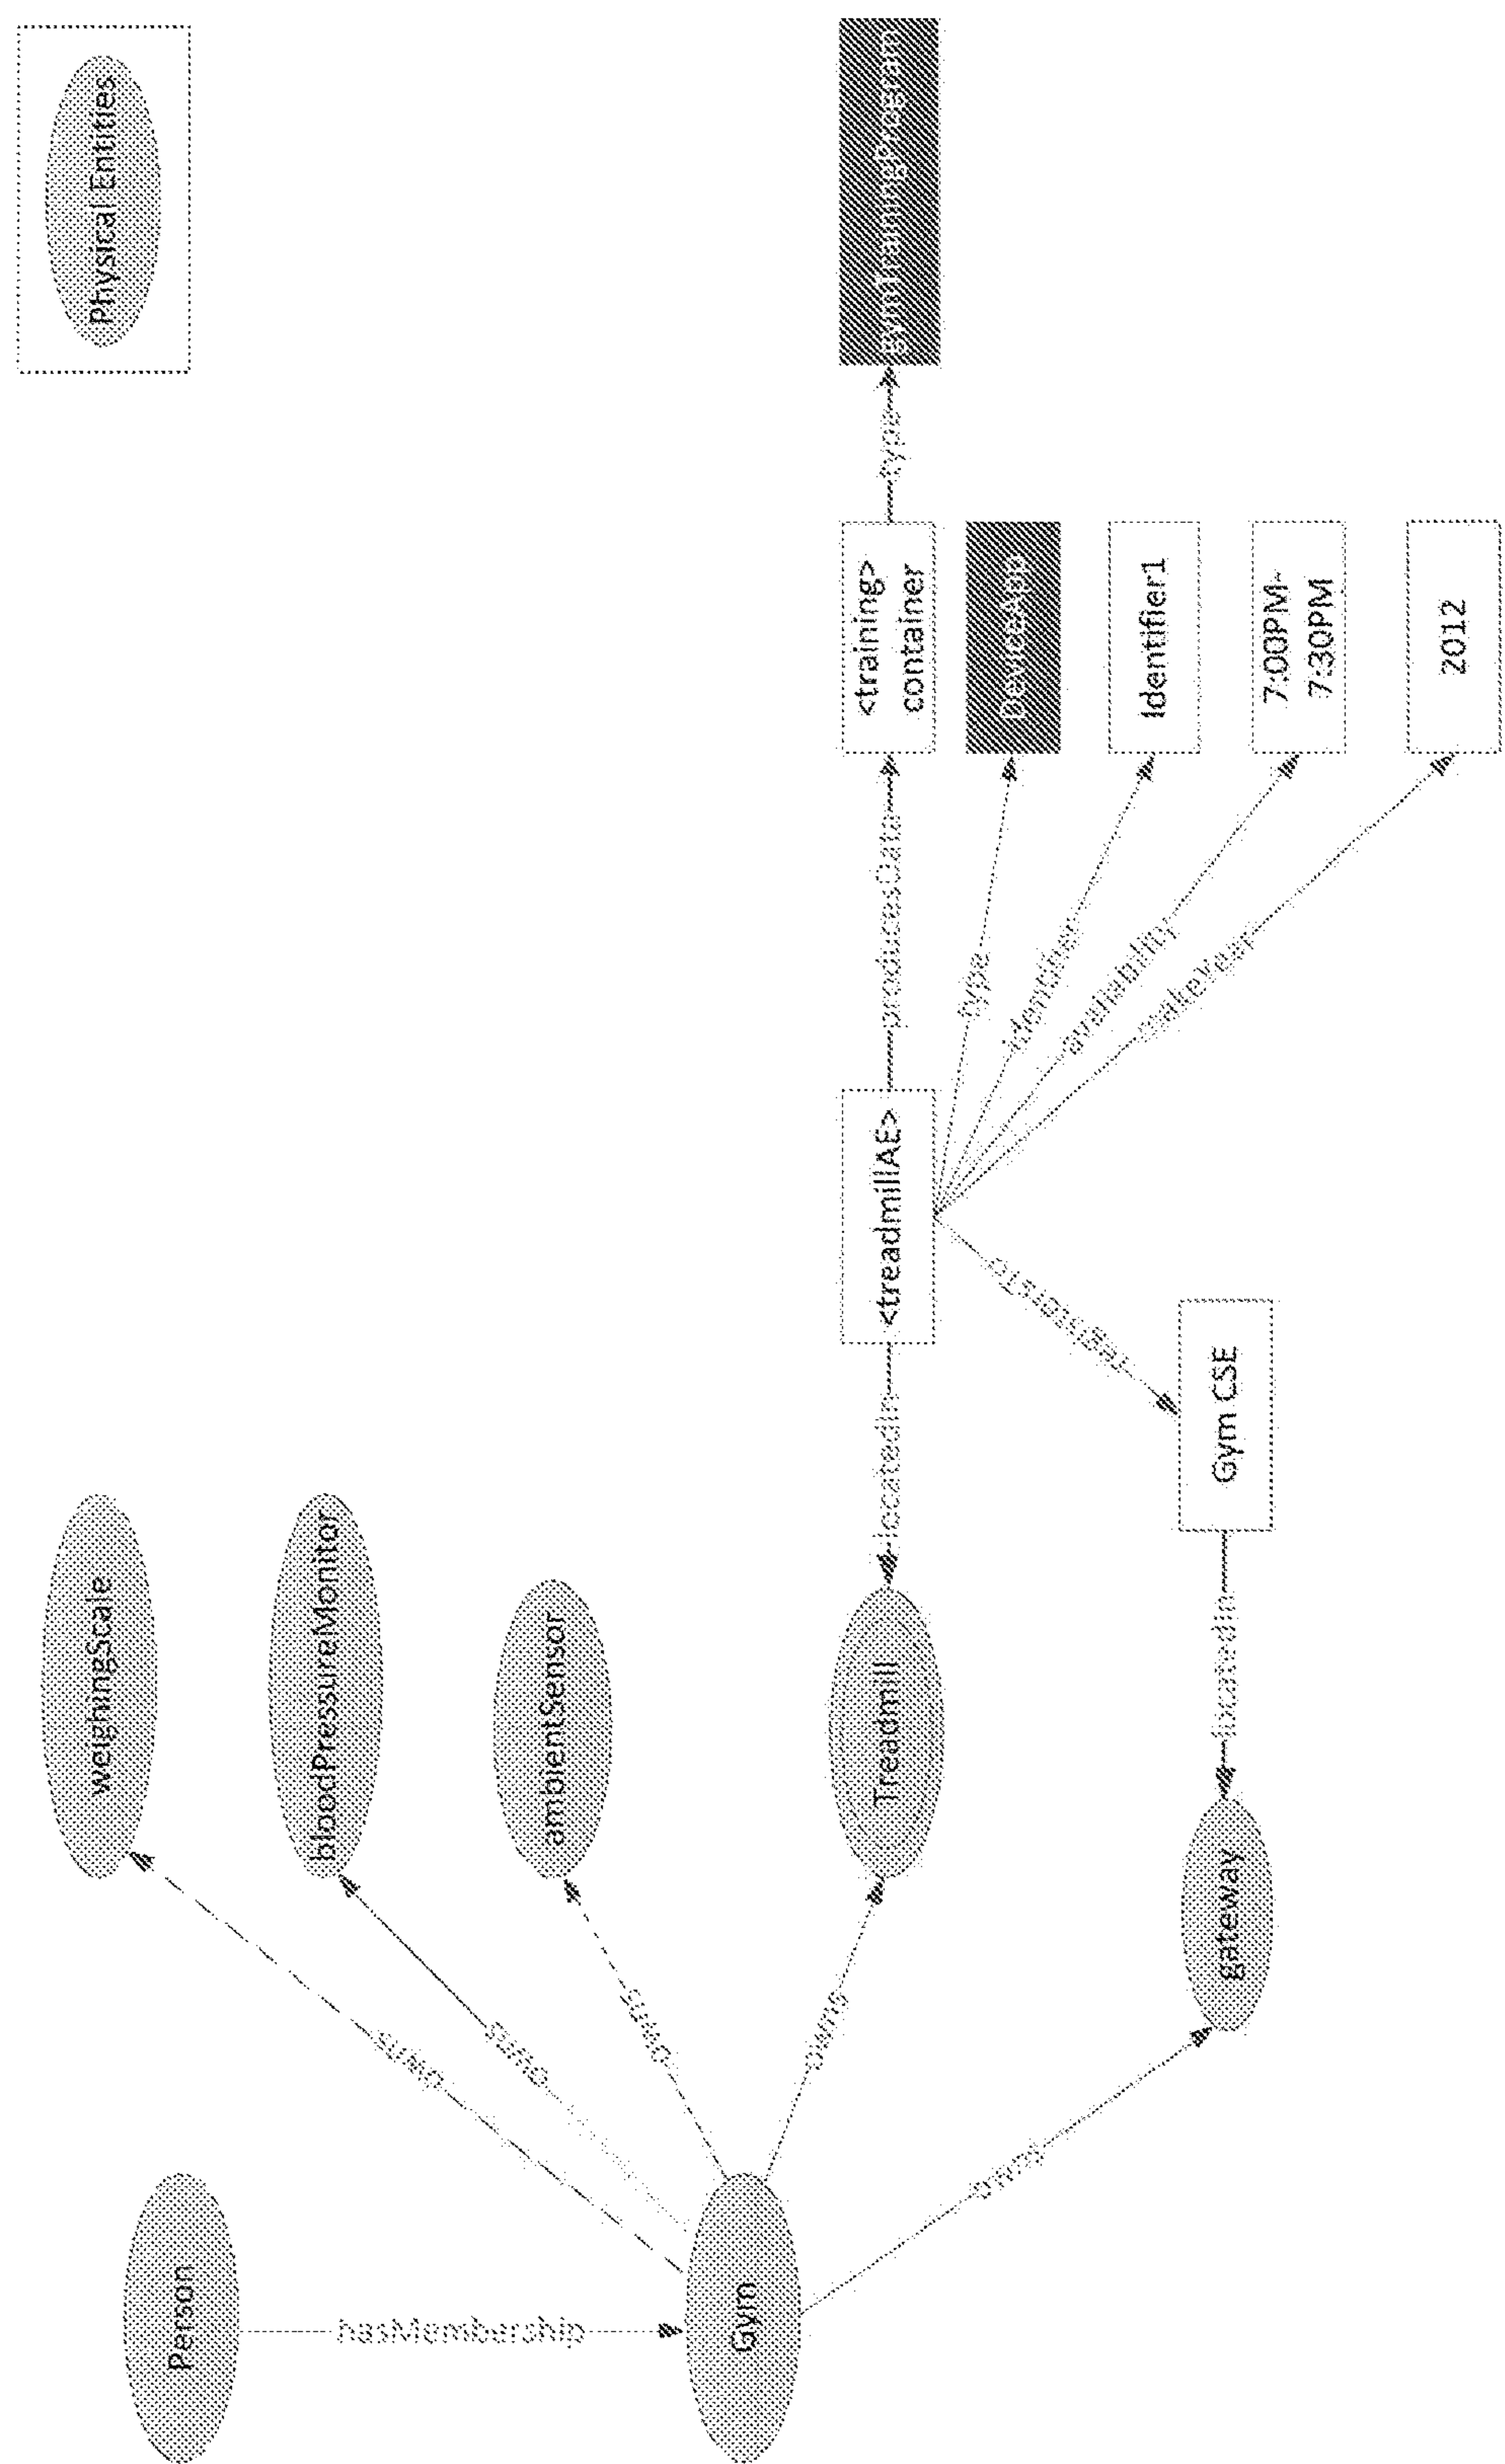 Physical Entities
Person
hasMembership
Gym
owns
weighingScale
owns
bloodPressureMonitor
owns
ambientSensor
owns
Treadmill
owns
gateway
locatedIn
<treadmillAE>
producesData
<training>
container
type
gymTrainingProgram
type
DeviceApp
identifier
Identifier1
availability
7:00PM-
7:30PM
makeYear
2012
registersTo
Gym CSE
locatedIn